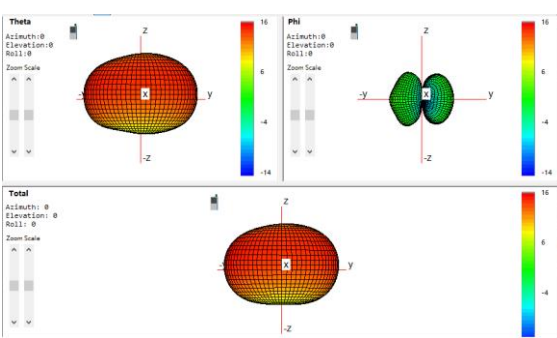 Theta
Azimuth:0
Elevation:0
Roll:0
Zoom Scale
z
-y
x
y
-z
16
6
-4
-14
Phi
Azimuth:0
Elevation:0
Roll:0
Zoom Scale
z
-y
x
y
-z
16
6
-4
-14
Total
Azimuth: 0
Elevation: 0
Roll: 0
Zoom Scale
z
x
y
-z
16
6
-4